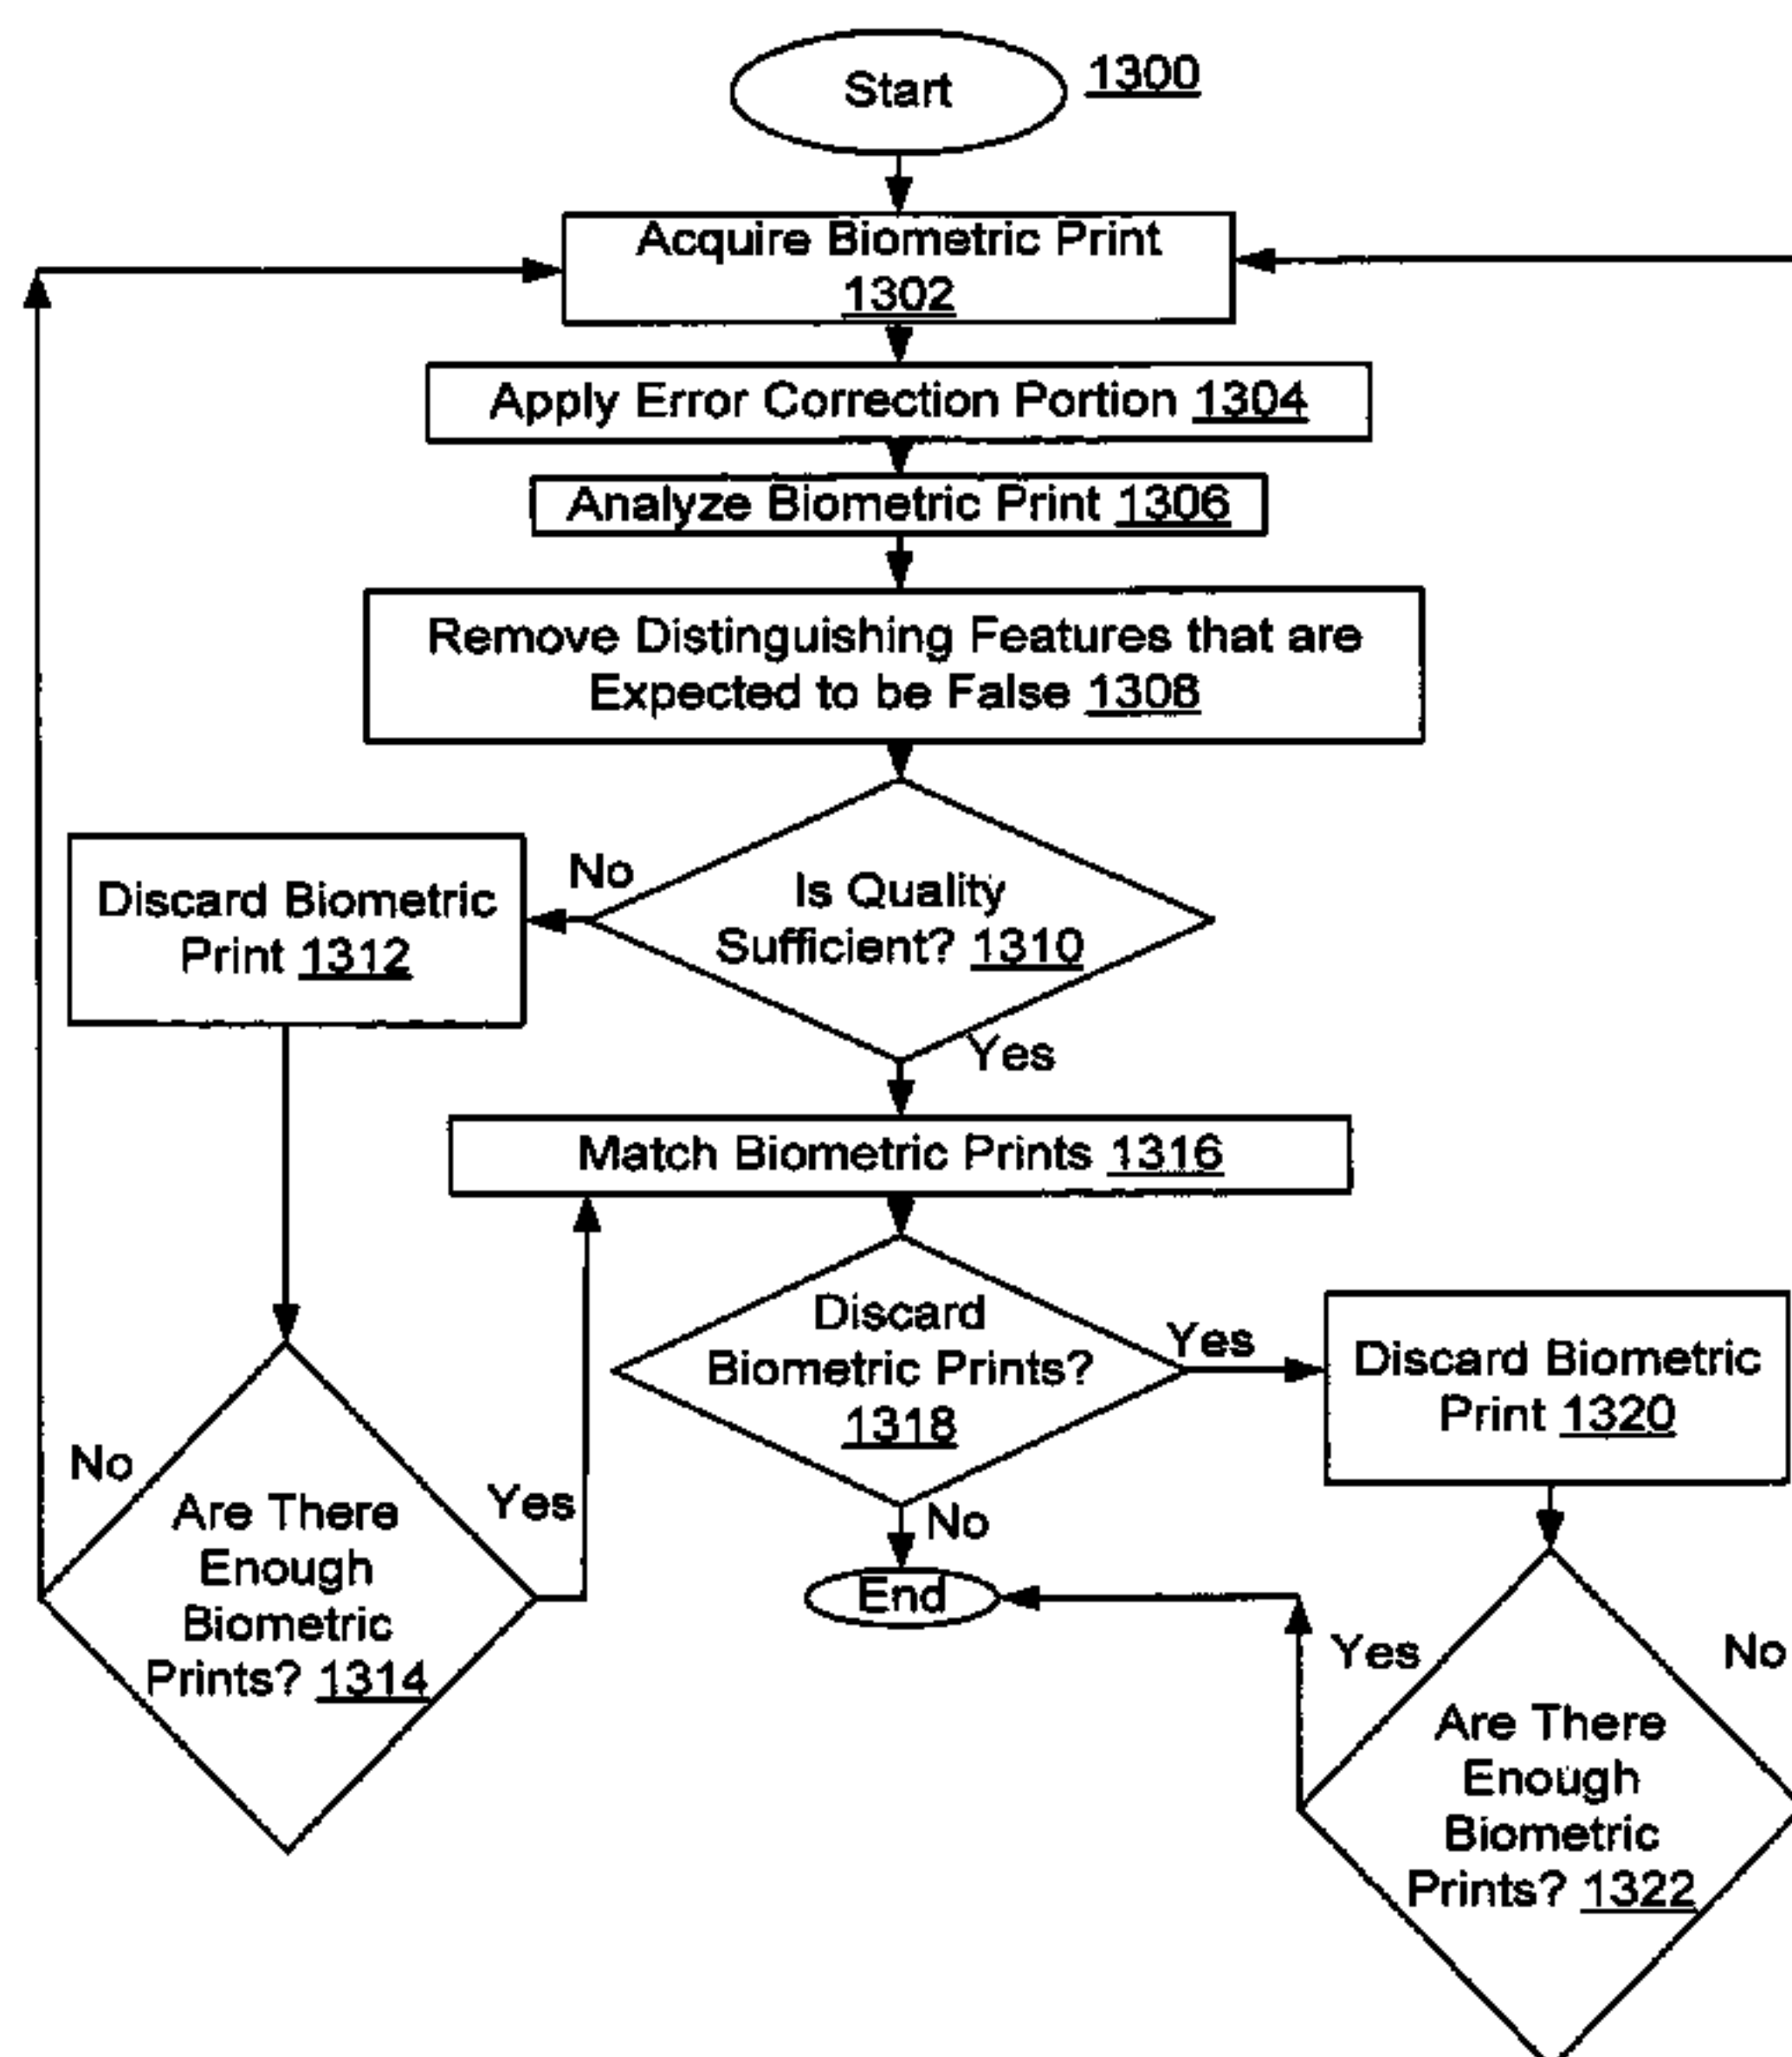 Start
1300
Acquire Biometric Print
1302
Apply Error Correction Portion 1304
Analyze Biometric Print 1306
Remove Distinguishing Features that are
Expected to be False 1308
No
Is Quality
Sufficient? 1310
Discard Biometric
Print 1312
Yes
Match Biometric Prints 1316
Discard
Biometric Prints?
1318
Yes
Discard Biometric
Print 1320
No
Are There
Enough
Biometric
Prints? 1314
Yes
No
End
Yes
No
Are There
Enough
Biometric
Prints? 1322